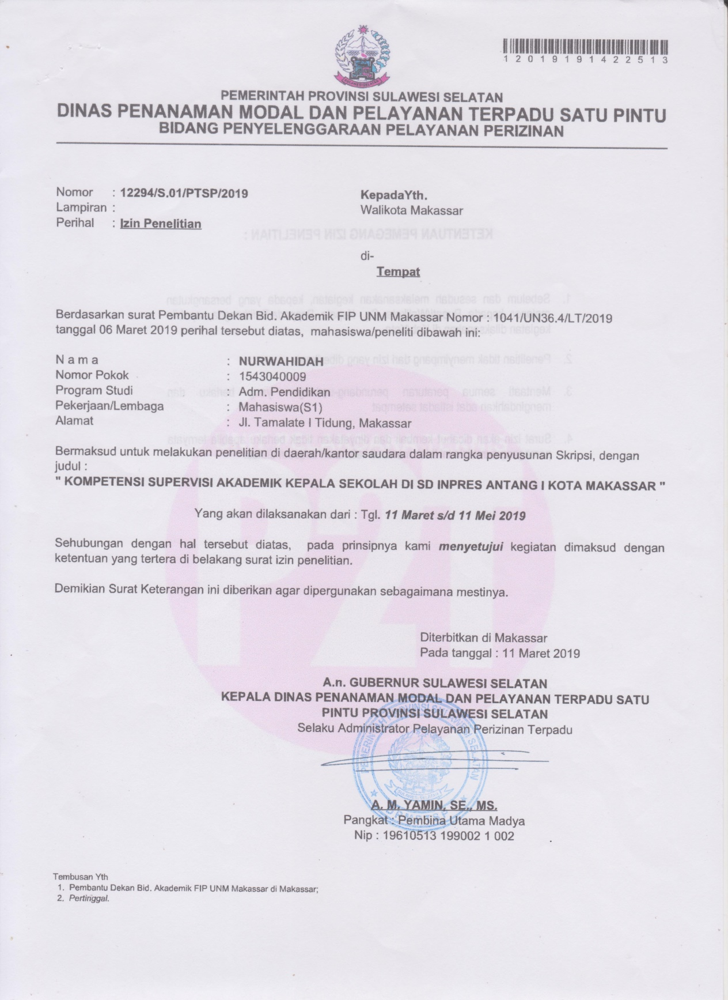 SULAWESI SELATAN
12019191422513
PEMERINTAH PROVINSI SULAWESI SELATAN
DINAS PENANAMAN MODAL DAN PELAYANAN TERPADU SATU PINTU
BIDANG PENYELENGGARAAN PELAYANAN PERIZINAN
Nomor : 12294/S.01/PTSP/2019
Lampiran :
Perihal : Izin Penelitian
KepadaYth.
Walikota Makassar
di-
Tempat
Berdasarkan surat Pembantu Dekan Bid. Akademik FIP UNM Makassar Nomor : 1041/UN36.4/LT/2019
tanggal 06 Maret 2019 perihal tersebut diatas, mahasiswa/peneliti dibawah ini:
N a m a : NURWAHIDAH
Nomor Pokok : 1543040009
Program Studi : Adm. Pendidikan
Pekerjaan/Lembaga : Mahasiswa(S1)
Alamat : Jl. Tamalate I Tidung, Makassar
Bermaksud untuk melakukan penelitian di daerah/kantor saudara dalam rangka penyusunan Skripsi, dengan
judul :
" KOMPETENSI SUPERVISI AKADEMIK KEPALA SEKOLAH DI SD INPRES ANTANG I KOTA MAKASSAR "
Yang akan dilaksanakan dari : Tgl. 11 Maret s/d 11 Mei 2019
Sehubungan dengan hal tersebut diatas, pada prinsipnya kami menyetujui kegiatan dimaksud dengan
ketentuan yang tertera di belakang surat izin penelitian.
Demikian Surat Keterangan ini diberikan agar dipergunakan sebagaimana mestinya.
P2T
Diterbitkan di Makassar
Pada tanggal : 11 Maret 2019
A.n. GUBERNUR SULAWESI SELATAN
KEPALA DINAS PENANAMAN MODAL DAN PELAYANAN TERPADU SATU
PINTU PROVINSI SULAWESI SELATAN
Selaku Administrator Pelayanan Perizinan Terpadu
PEMERINTAH PROVINSI SULAWESI SELATAN
SULAWESI SELATAN
A. M. YAMIN, SE., MS.
Pangkat : Pembina Utama Madya
Nip : 19610513 199002 1 002
Tembusan Yth
1. Pembantu Dekan Bid. Akademik FIP UNM Makassar di Makassar;
2. Pertinggal.